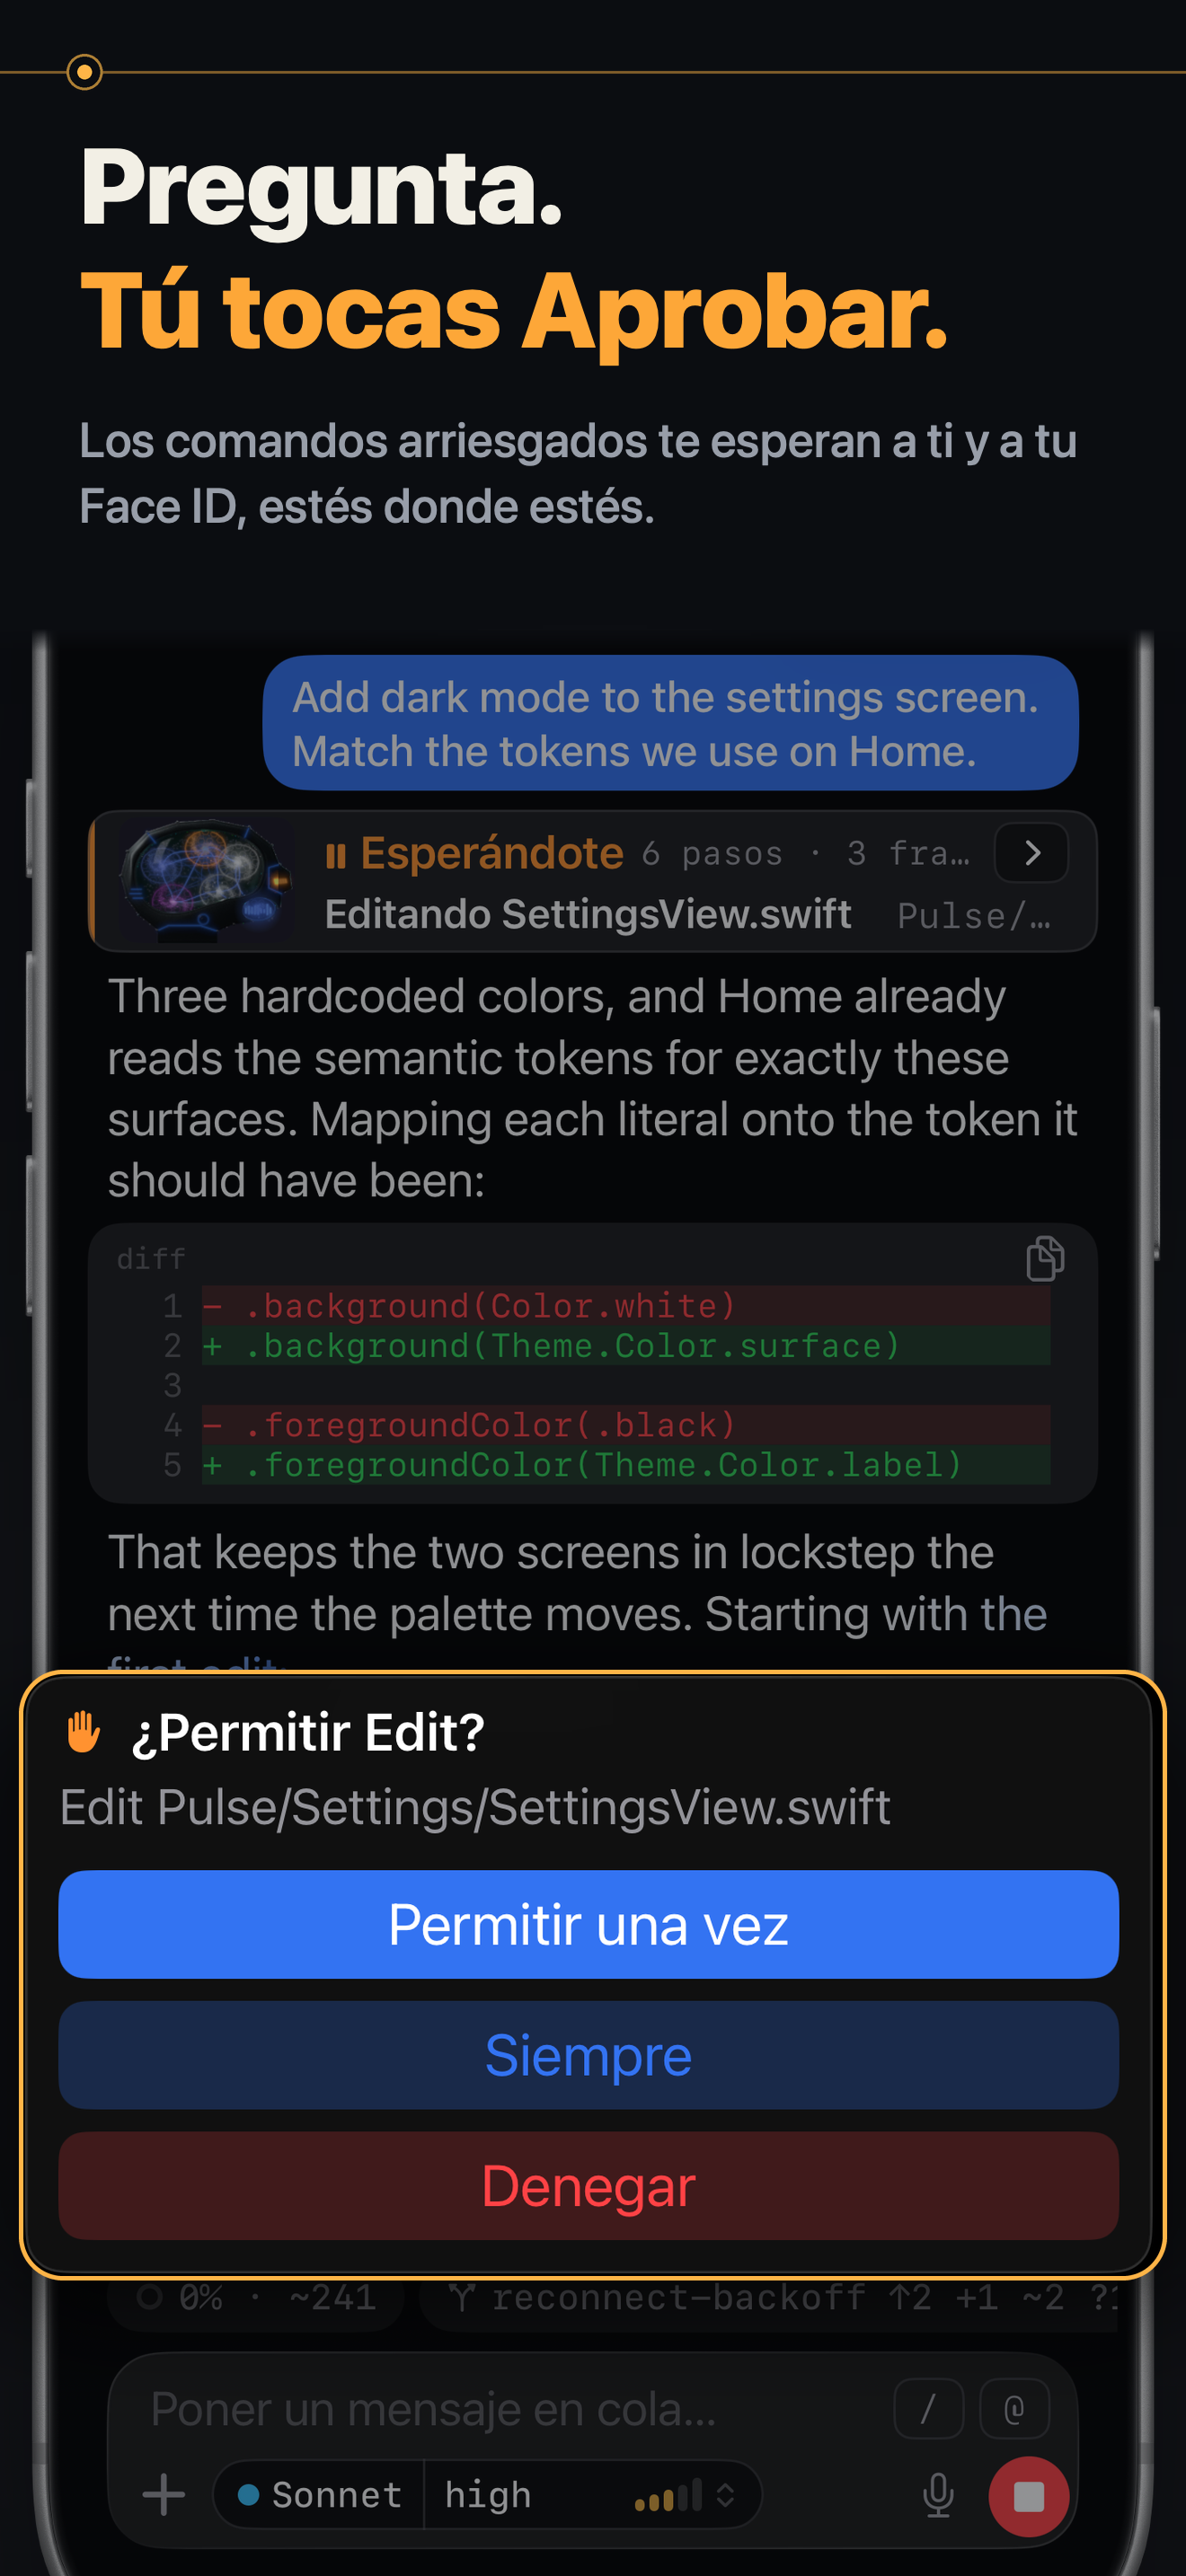 Pregunta.
Tú tocas Aprobar.
Los comandos arriesgados te esperan a ti y a tu
Face ID, estés donde estés.
Add dark mode to the settings screen.
Match the tokens we use on Home.
Esperándote 6 pasos · 3 fra…
Editando SettingsView.swift Pulse/…
Three hardcoded colors, and Home already
reads the semantic tokens for exactly these
surfaces. Mapping each literal onto the token it
should have been:
diff
1 − .background(Color.white)
2 + .background(Theme.Color.surface)
3
4 − .foregroundColor(.black)
5 + .foregroundColor(Theme.Color.label)
That keeps the two screens in lockstep the
next time the palette moves. Starting with the
first edit:
¿Permitir Edit?
Edit Pulse/Settings/SettingsView.swift
Permitir una vez
Siempre
Denegar
0% · ~241 reconnect-backoff ↑2 +1 ~2
Poner un mensaje en cola... / @
Sonnet high